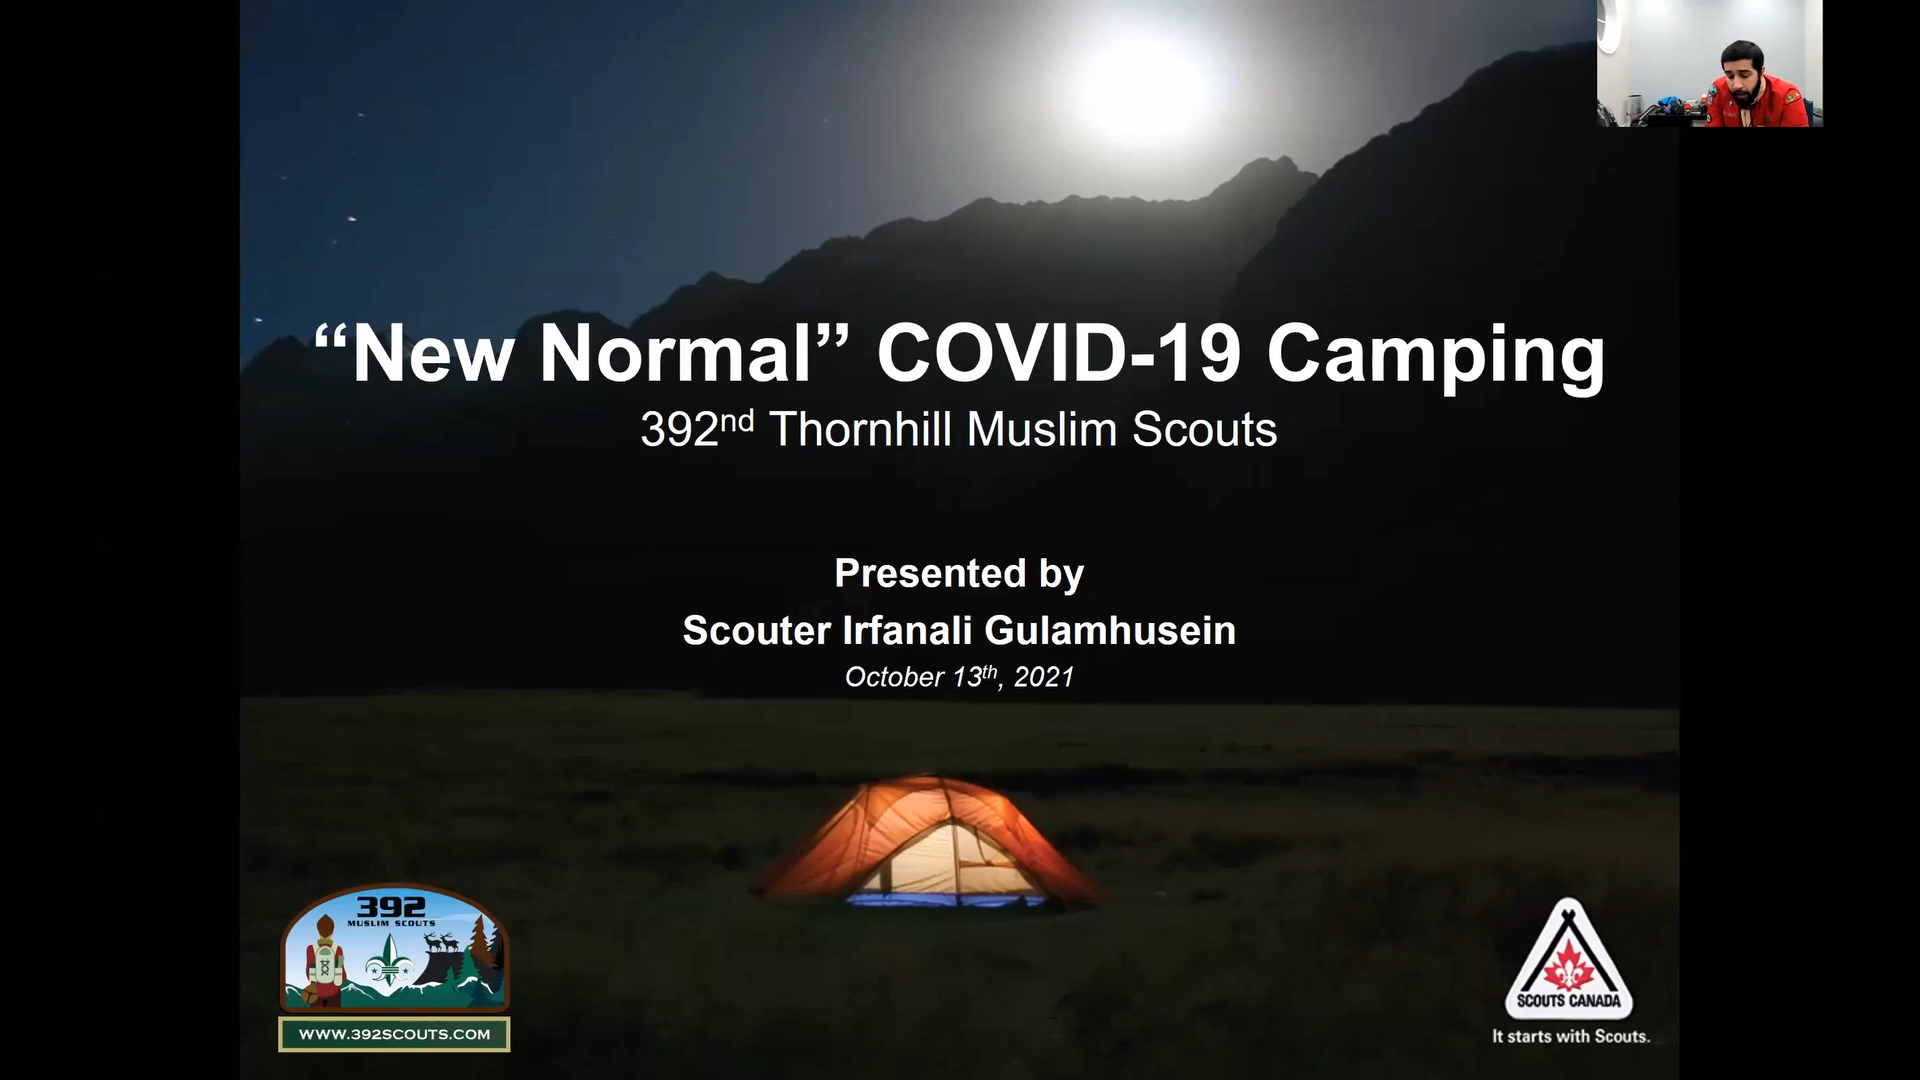 “New Normal” COVID-19 Camping
392nd Thornhill Muslim Scouts
Presented by
Scouter Irfanali Gulamhusein
October 13th, 2021
392
MUSLIM SCOUTS
WWW.392SCOUTS.COM
SCOUTS CANADA
It starts with Scouts.